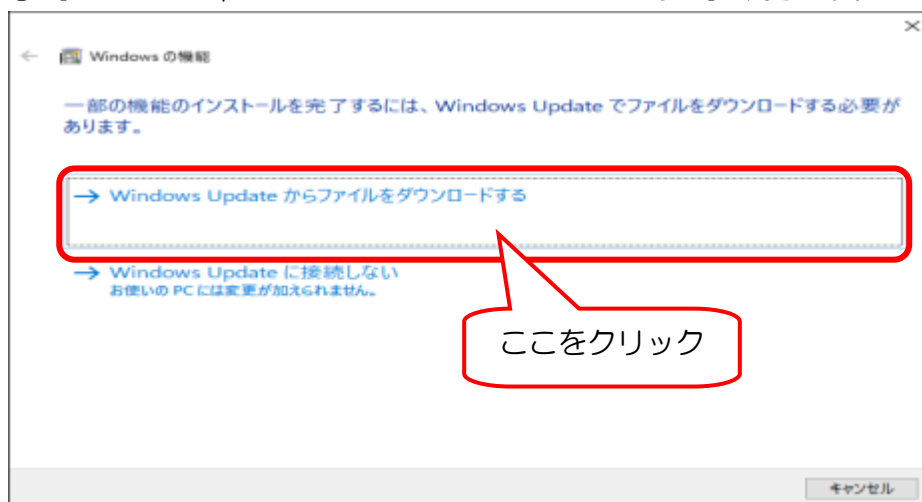 Windows の機能
一部の機能のインストールを完了するには、Windows Update でファイルをダウンロードする必要が
あります。
→ Windows Update からファイルをダウンロードする
→ Windows Update に接続しない
お使いの PC には変更が加えられません。
ここをクリック
キャンセル